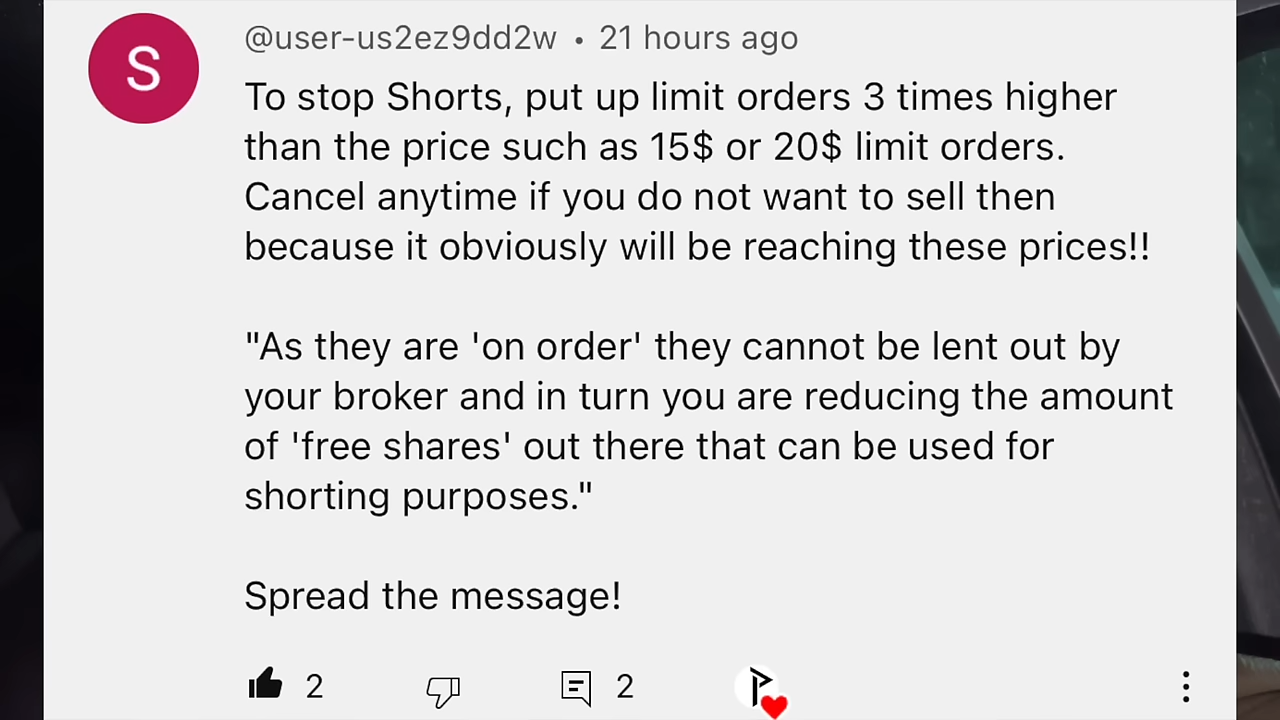 S
@user-us2ez9dd2w • 21 hours ago
To stop Shorts, put up limit orders 3 times higher
than the price such as 15$ or 20$ limit orders.
Cancel anytime if you do not want to sell then
because it obviously will be reaching these prices!!
"As they are 'on order' they cannot be lent out by
your broker and in turn you are reducing the amount
of 'free shares' out there that can be used for
shorting purposes."
Spread the message!
2
2